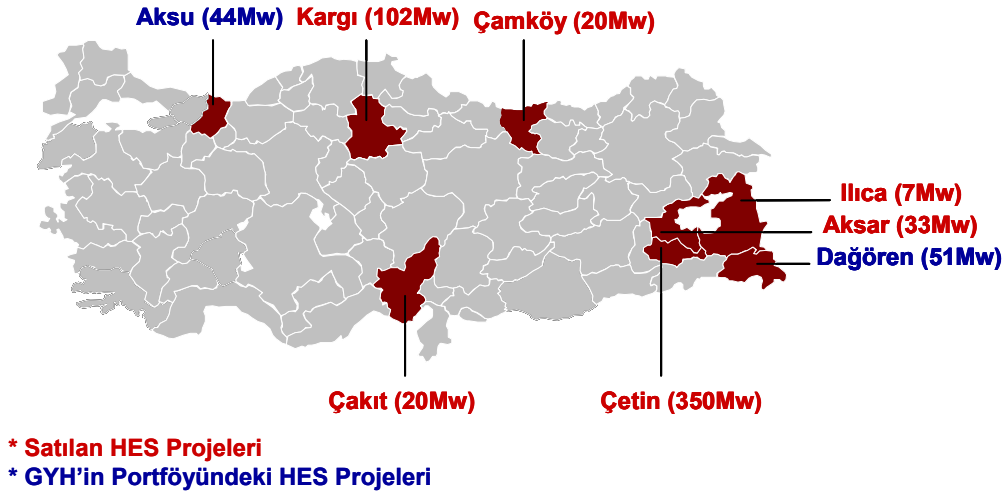 Aksu (44Mw)
Kargı (102Mw)
Çamköy (20Mw)
Ilıca (7Mw)
Aksar (33Mw)
Dağören (51Mw)
Çakıt (20Mw)
Çetin (350Mw)
* Satılan HES Projeleri
* GYH’in Portföyündeki HES Projeleri